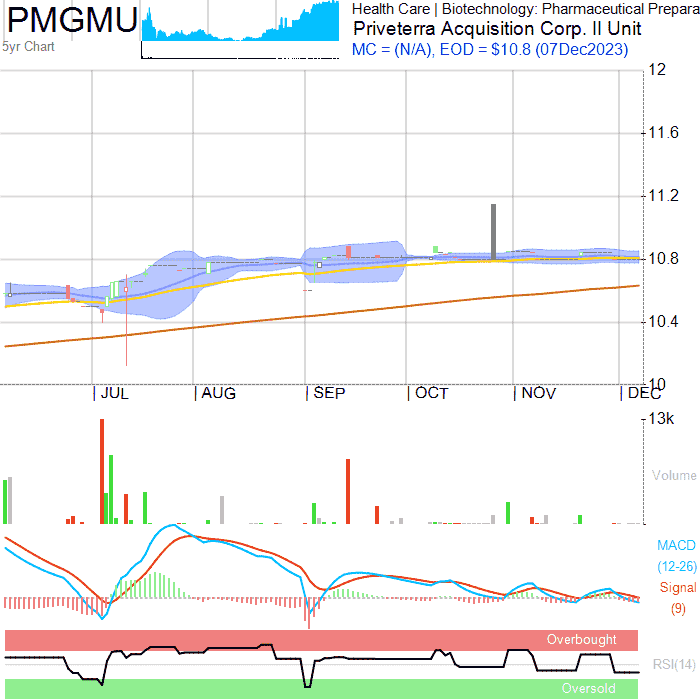 PMGMU
5yr Chart
Health Care | Biotechnology: Pharmaceutical Prepara
Priveterra Acquisition Corp. II Unit
MC = (N/A), EOD = $10.8 (07Dec2023)
12
11.6
11.2
10.8
10.4
10
JUL AUG SEP OCT NOV DEC
13k
Volume
MACD
(12-26)
Signal
(9)
Overbought
RSI(14)
Oversold